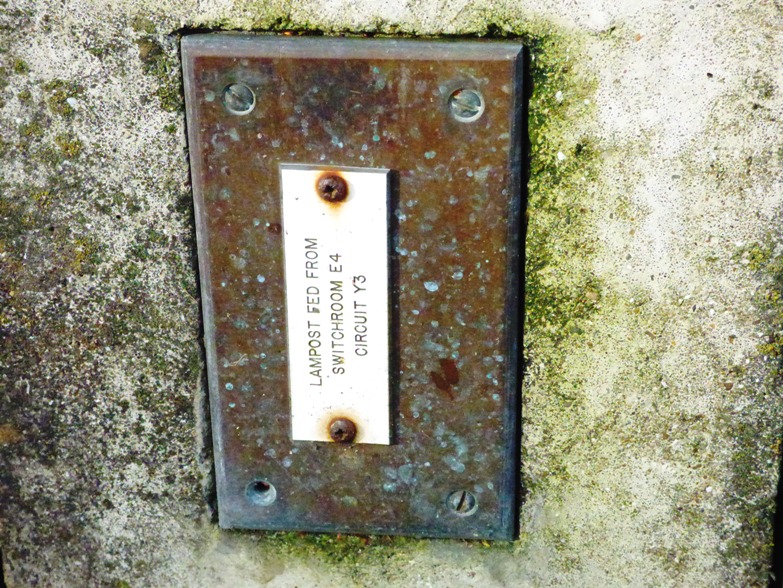 LAMPOST FED FROM
SWITCHROOM E4
CIRCUIT Y3